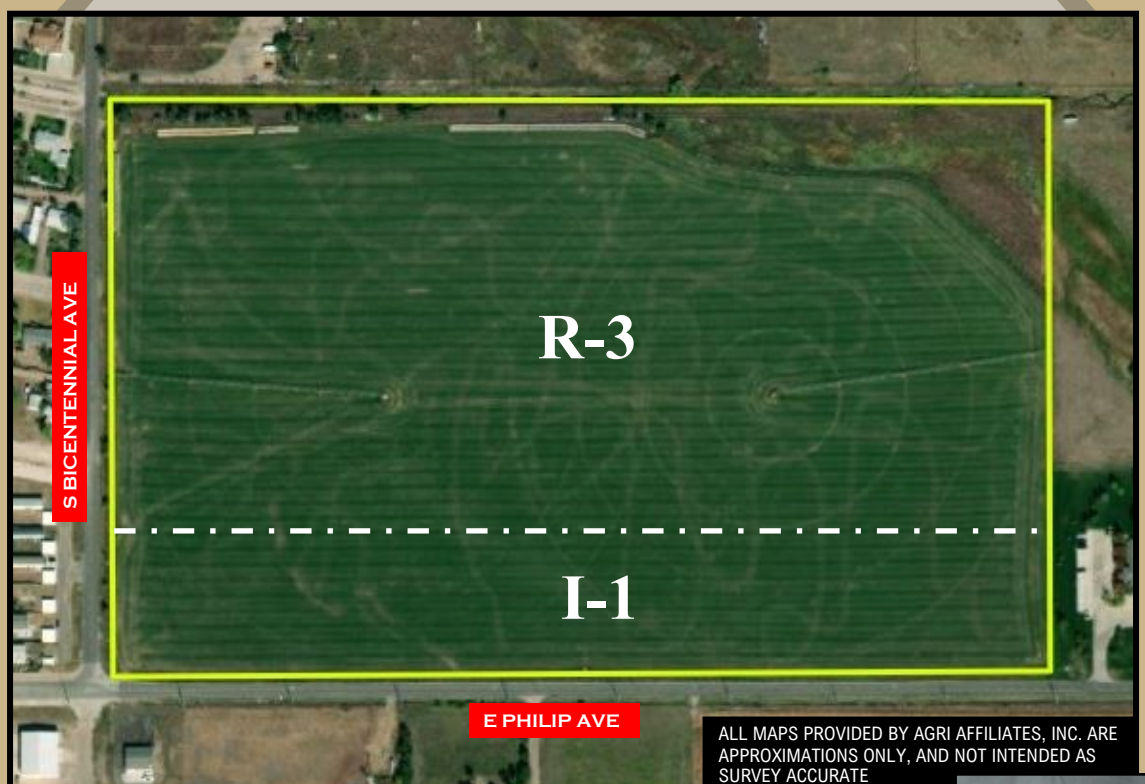 R-3
S BICENTENNIAL AVE
I-1
E PHILIP AVE
ALL MAPS PROVIDED BY AGRI AFFILIATES, INC. ARE
APPROXIMATIONS ONLY, AND NOT INTENDED AS
SURVEY ACCURATE